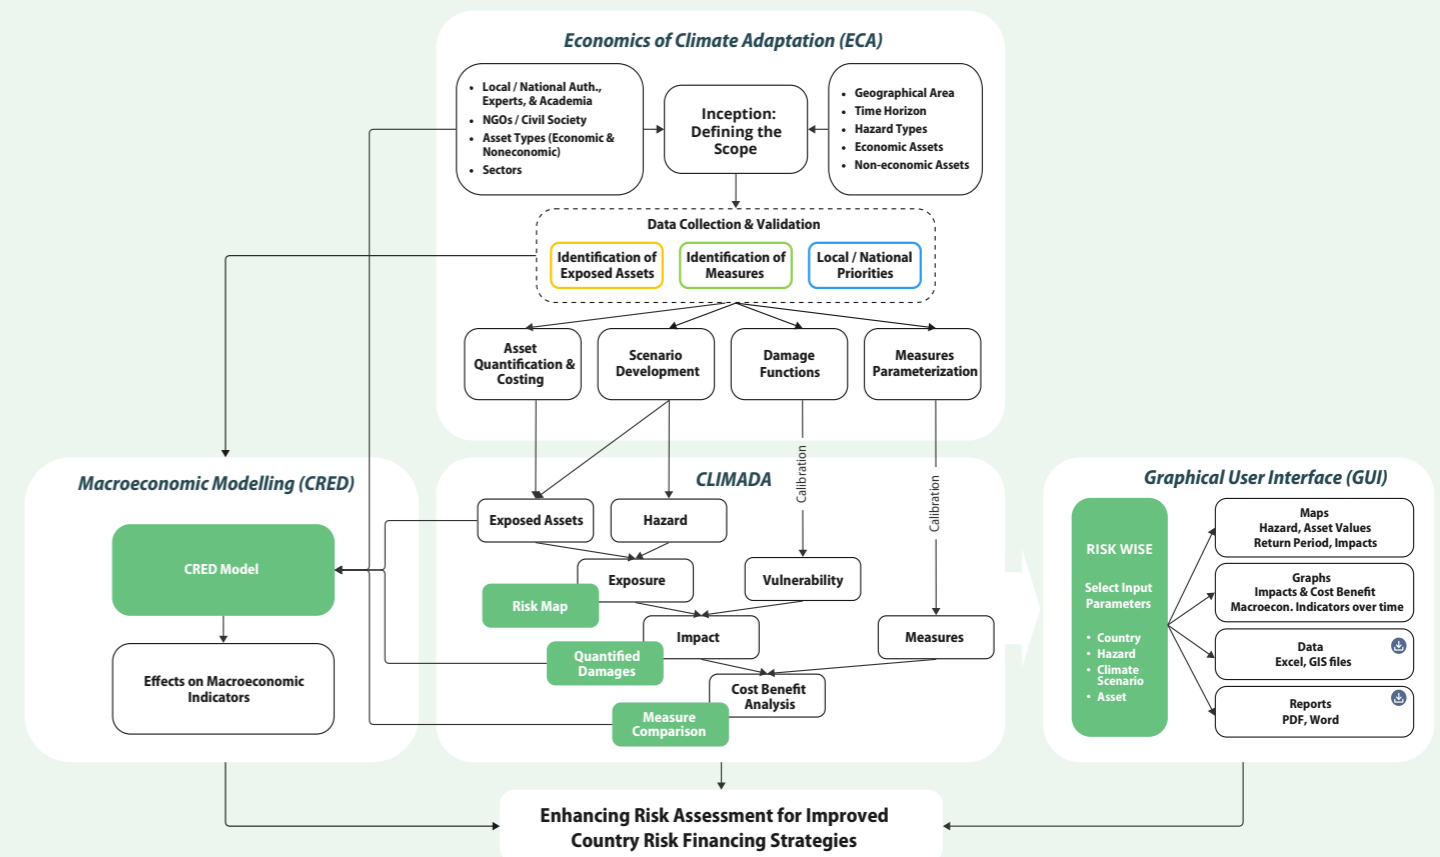 Economics of Climate Adaptation (ECA)
• Local / National Auth.,
Experts, & Academia
• NGOs / Civil Society
• Asset Types (Economic &
Noneconomic)
• Sectors
Inception:
Defining the
Scope
• Geographical Area
• Time Horizon
• Hazard Types
• Economic Assets
• Non-economic Assets
Data Collection & Validation
Identification of
Exposed Assets
Identification of
Measures
Local / National
Priorities
Asset
Quantification &
Costing
Scenario
Development
Damage
Functions
Measures
Parameterization
Macroeconomic Modelling (CRED)
CRED Model
Effects on Macroeconomic
Indicators
CLIMADA
Calibration
Calibration
Exposed Assets
Hazard
Exposure
Vulnerability
Risk Map
Impact
Measures
Quantified
Damages
Cost Benefit
Analysis
Measure
Comparison
Graphical User Interface (GUI)
RISK WISE
Select Input
Parameters
• Country
• Hazard
• Climate
Scenario
• Asset
Maps
Hazard, Asset Values
Return Period, Impacts
Graphs
Impacts & Cost Benefit
Macroecon. Indicators over time
Data
Excel, GIS files
Reports
PDF, Word
Enhancing Risk Assessment for Improved
Country Risk Financing Strategies